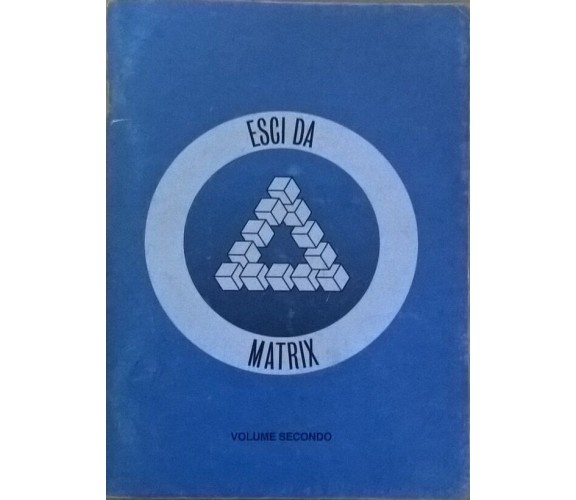 ESCI DA
MATRIX
VOLUME SECONDO